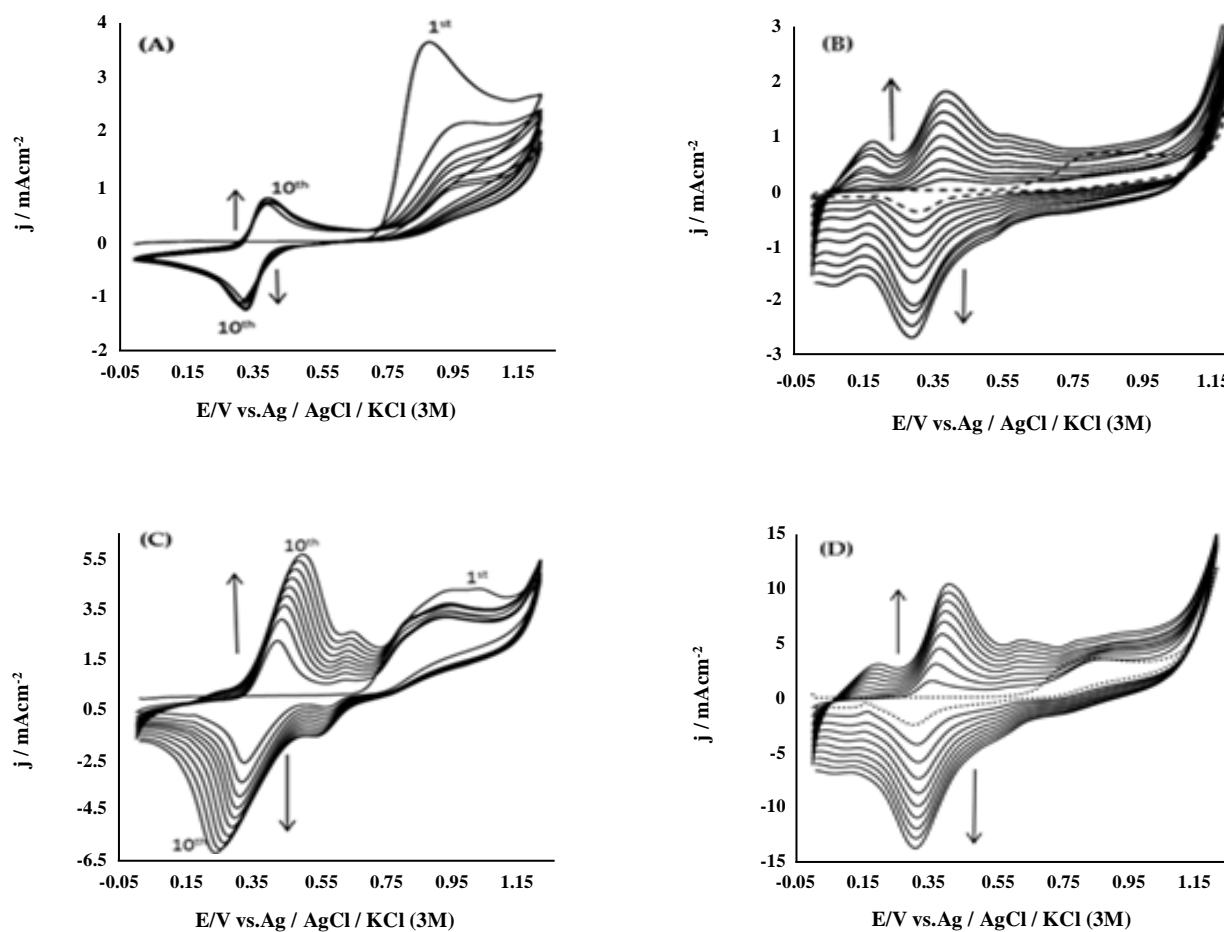 (A)
4
3
2
1
0
-1
-2
j / mAcm-2
1st
10th
10th
-0.05 0.15 0.35 0.55 0.75 0.95 1.15
E/V vs.Ag / AgCl / KCl (3M)
(B)
3
2
1
0
-1
-2
-3
j / mAcm-2
-0.05 0.15 0.35 0.55 0.75 0.95 1.15
E/V vs.Ag / AgCl / KCl (3M)
(C)
5.5
3.5
1.5
0.5
-2.5
-4.5
-6.5
j / mAcm-2
10th
1st
10th
-0.05 0.15 0.35 0.55 0.75 0.95 1.15
E/V vs.Ag / AgCl / KCl (3M)
(D)
15
10
5
0
-5
-10
-15
j / mAcm-2
-0.05 0.15 0.35 0.55 0.75 0.95 1.15
E/V vs.Ag / AgCl / KCl (3M)